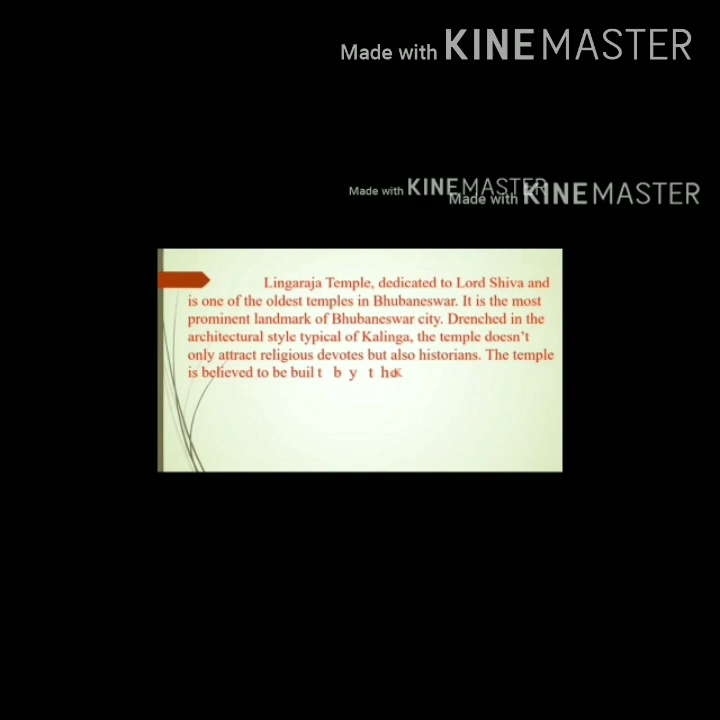 Made with KINEMASTER
Made with KINEMASTER
Made with KINEMASTER
Lingaraja Temple, dedicated to Lord Shiva and
is one of the oldest temples in Bhubaneswar. It is the most
prominent landmark of Bhubaneswar city. Drenched in the
architectural style typical of Kalinga, the temple doesn't
only attract religious devotes but also historians. The temple
is believed to be built by the